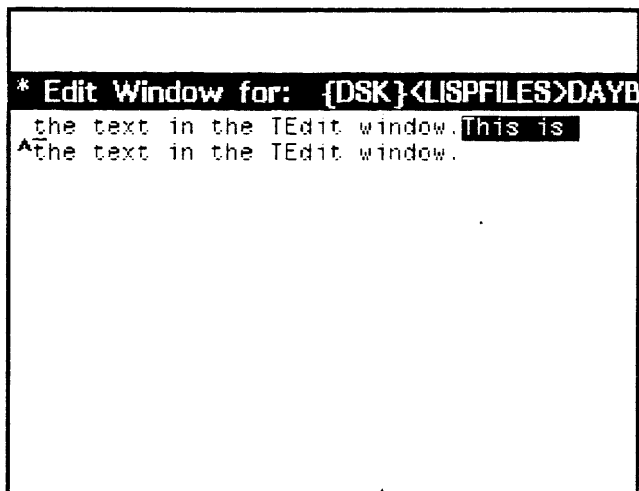 * Edit Window for: {DSK}<LISPFILES>DAYB
the text in the TEdit window.This is
the text in the TEdit window.